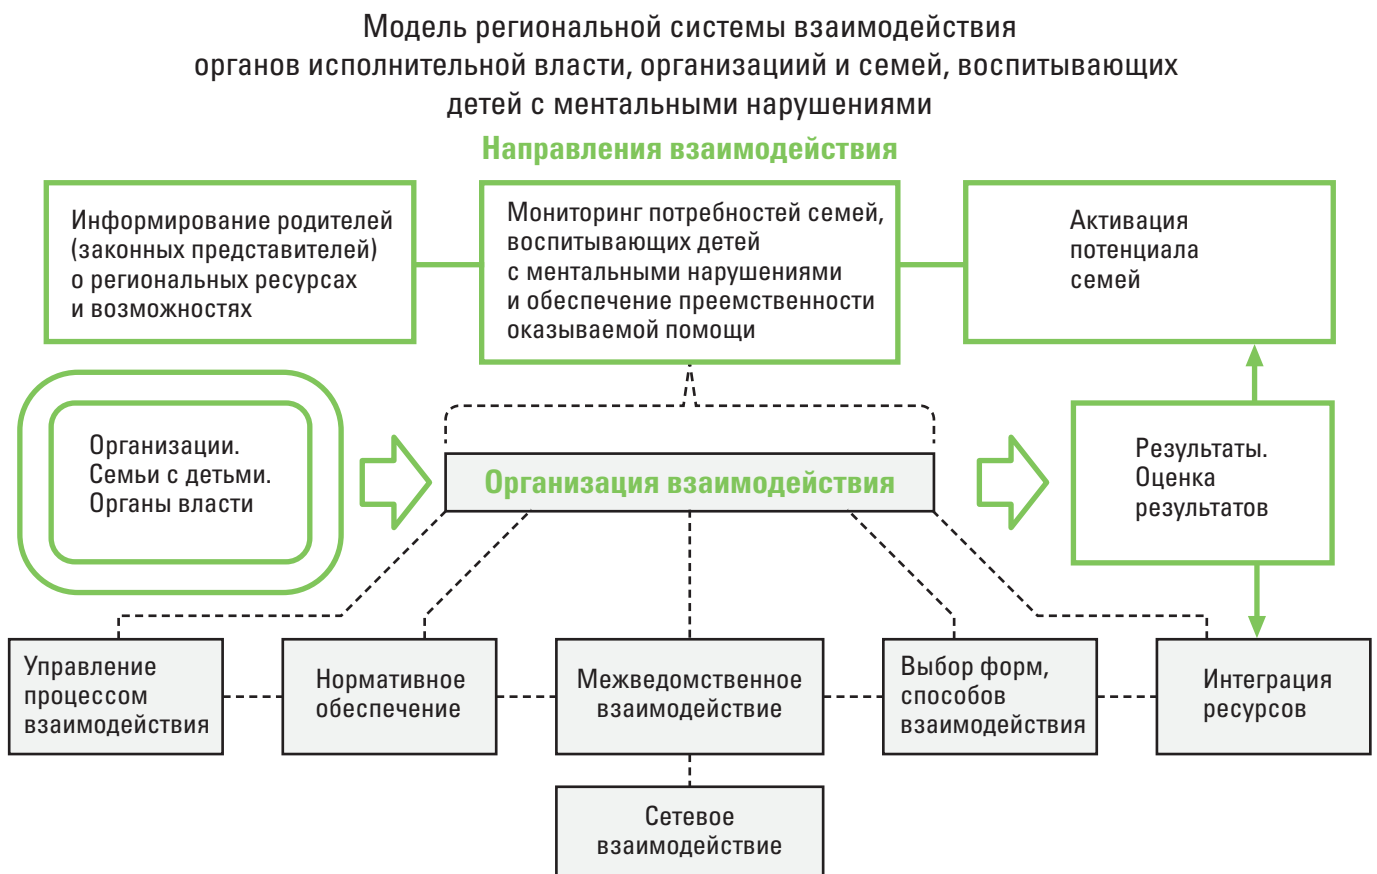 Модель региональной системы взаимодействия
органов исполнительной власти, организациий и семей, воспитывающих
детей с ментальными нарушениями
Направления взаимодействия
Информирование родителей
(законных представителей)
о региональных ресурсах
и возможностях
Мониторинг потребностей семей,
воспитывающих детей
с ментальными нарушениями
и обеспечение преемственности
оказываемой помощи
Активация
потенциала
семей
Организации.
Семьи с детьми.
Органы власти
Организация взаимодействия
Результаты.
Оценка
результатов
Управление
процессом
взаимодействия
Нормативное
обеспечение
Межведомственное
взаимодействие
Выбор форм,
способов
взаимодействия
Интеграция
ресурсов
Сетевое
взаимодействие